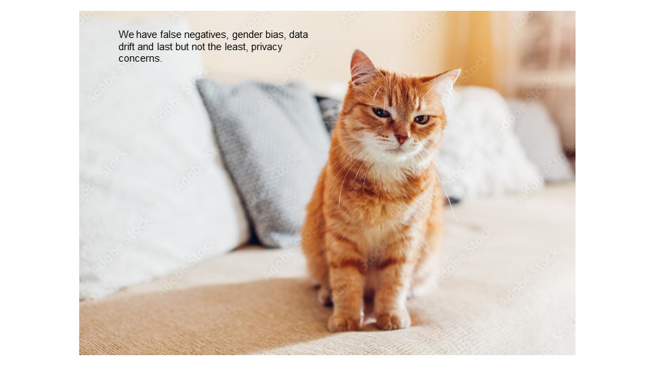 We have false negatives, gender bias, data
drift and last but not the least, privacy
concerns.